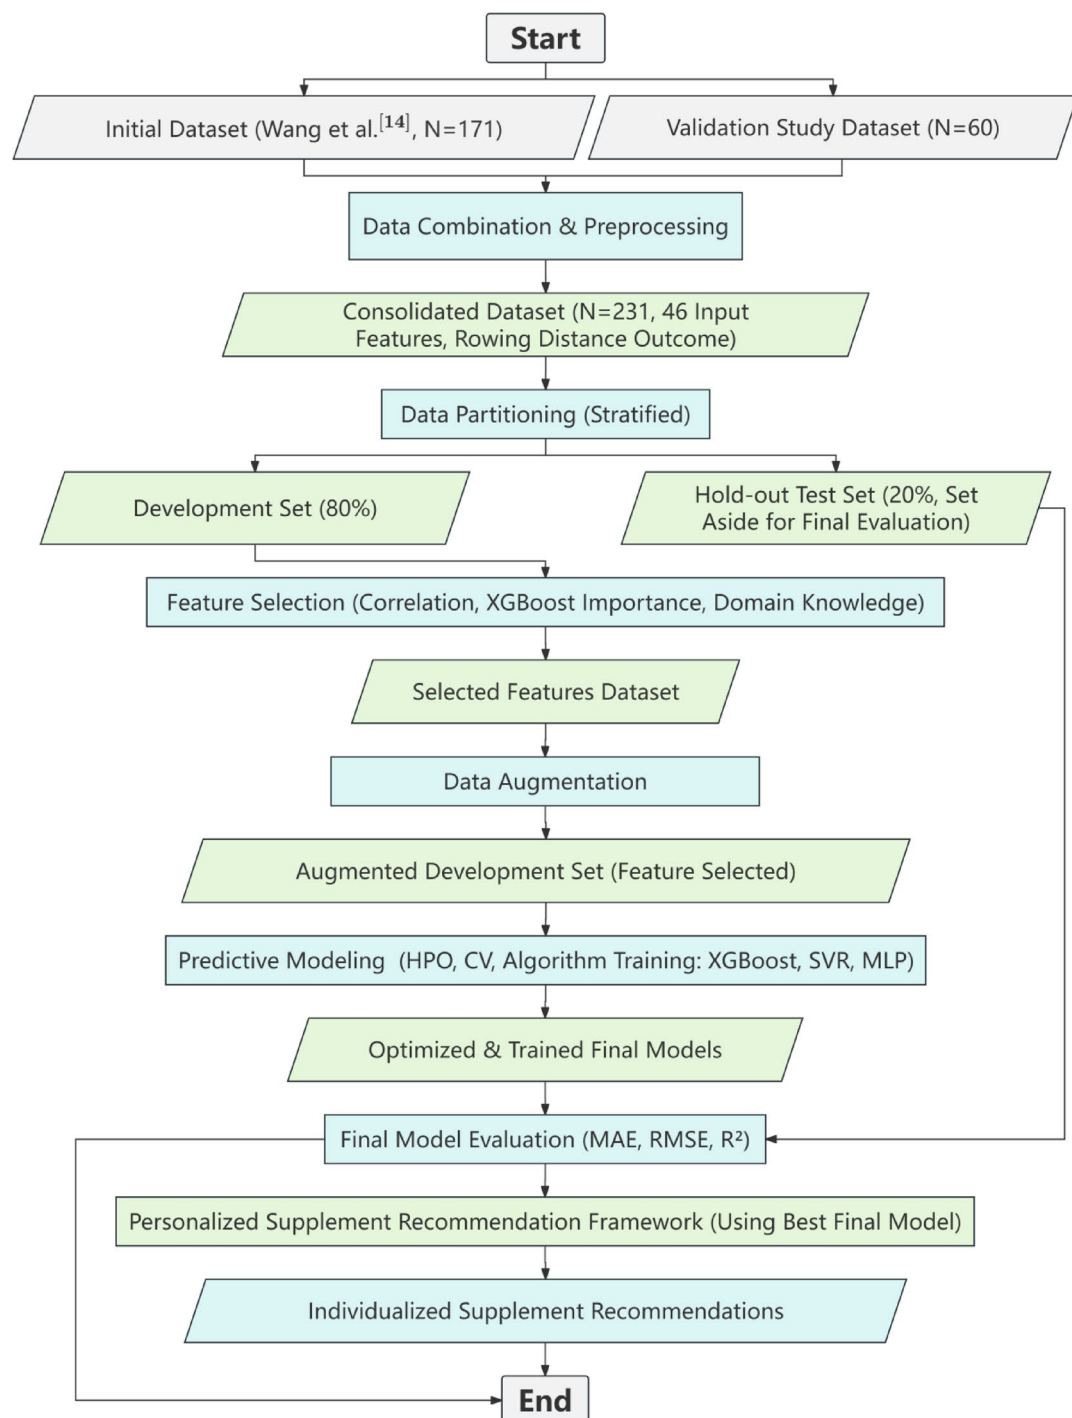 Start
Initial Dataset (Wang et al.[14], N=171)
Validation Study Dataset (N=60)
Data Combination & Preprocessing
Consolidated Dataset (N=231, 46 Input
Features, Rowing Distance Outcome)
Data Partitioning (Stratified)
Development Set (80%)
Hold-out Test Set (20%, Set
Aside for Final Evaluation)
Feature Selection (Correlation, XGBoost Importance, Domain Knowledge)
Selected Features Dataset
Data Augmentation
Augmented Development Set (Feature Selected)
Predictive Modeling (HPO, CV, Algorithm Training: XGBoost, SVR, MLP)
Optimized & Trained Final Models
Final Model Evaluation (MAE, RMSE, R²)
Personalized Supplement Recommendation Framework (Using Best Final Model)
Individualized Supplement Recommendations
End